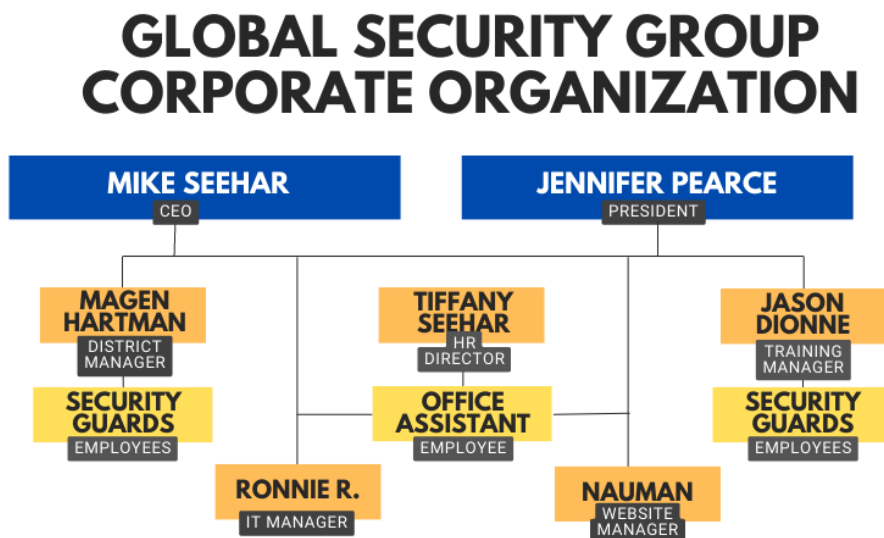 GLOBAL SECURITY GROUP
CORPORATE ORGANIZATION
MIKE SEEHAR
CEO
JENNIFER PEARCE
PRESIDENT
MAGEN
HARTMAN
DISTRICT
MANAGER
TIFFANY
SEEHAR
HR
DIRECTOR
JASON
DIONNE
TRAINING
MANAGER
SECURITY
GUARDS
EMPLOYEES
OFFICE
ASSISTANT
EMPLOYEE
SECURITY
GUARDS
EMPLOYEES
RONNIE R.
IT MANAGER
NAUMAN
WEBSITE
MANAGER